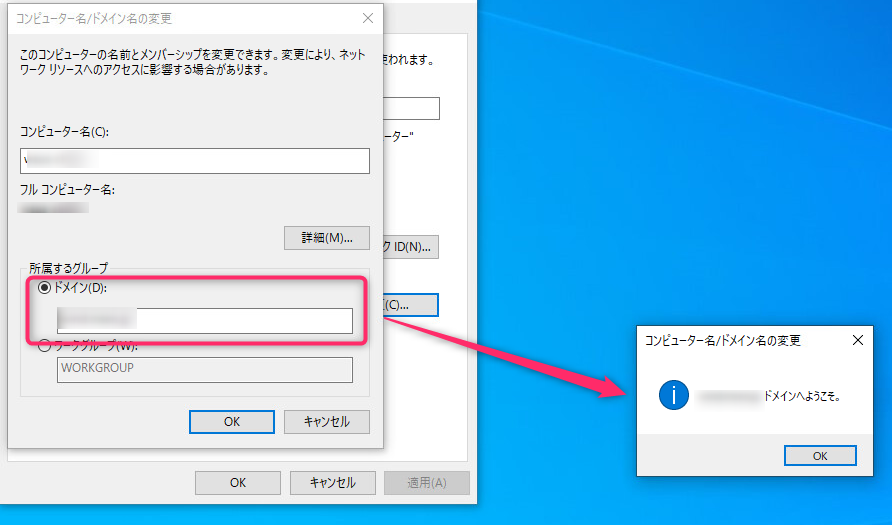 コンピューター名/ドメイン名の変更
このコンピューターの名前とメンバーシップを変更できます。変更により、ネット
ワーク リソースへのアクセスに影響する場合があります。
コンピューター名(C):
フル コンピューター名:
詳細(M)...
所属するグループ
ドメイン(D):
ワークグループ(W):
WORKGROUP
OK
キャンセル
使われます。
ーター"
ク ID(N)...
(C)...
OK
キャンセル
適用(A)
コンピューター名/ドメイン名の変更
ドメインへようこそ。
OK